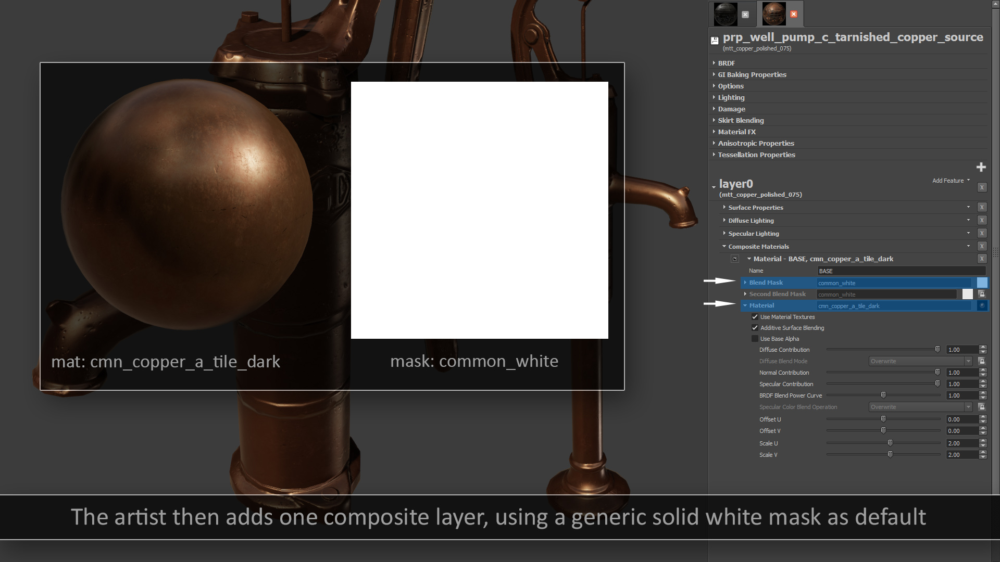 prp_well_pump_c_tarnished_copper_source
(mtt_copper_polished_075)
BRDF
GI Baking Properties
Options
Lighting
Damage
Skirt Blending
Material FX
Anisotropic Properties
Tessellation Properties
layer0
Add Feature
X
(mtt_copper_polished_075)
Surface Properties X
Diffuse Lighting X
Specular Lighting X
Composite Materials X
Material - BASE, cmn_copper_a_tile_dark X
Name BASE
Blend Mask common_white
Second Blend Mask common_white
Material cmn_copper_a_tile_dark
Use Material Textures
Additive Surface Blending
Use Base Alpha
Diffuse Contribution 1.00
Diffuse Blend Mode Overwrite
Normal Contribution 1.00
Specular Contribution 1.00
BRDF Blend Power Curve 1.00
Specular Color Blend Operation Overwrite
Offset U 0.00
Offset V 0.00
Scale U 2.00
Scale V 2.00
mat: cmn_copper_a_tile_dark
mask: common_white
The artist then adds one composite layer, using a generic solid white mask as default